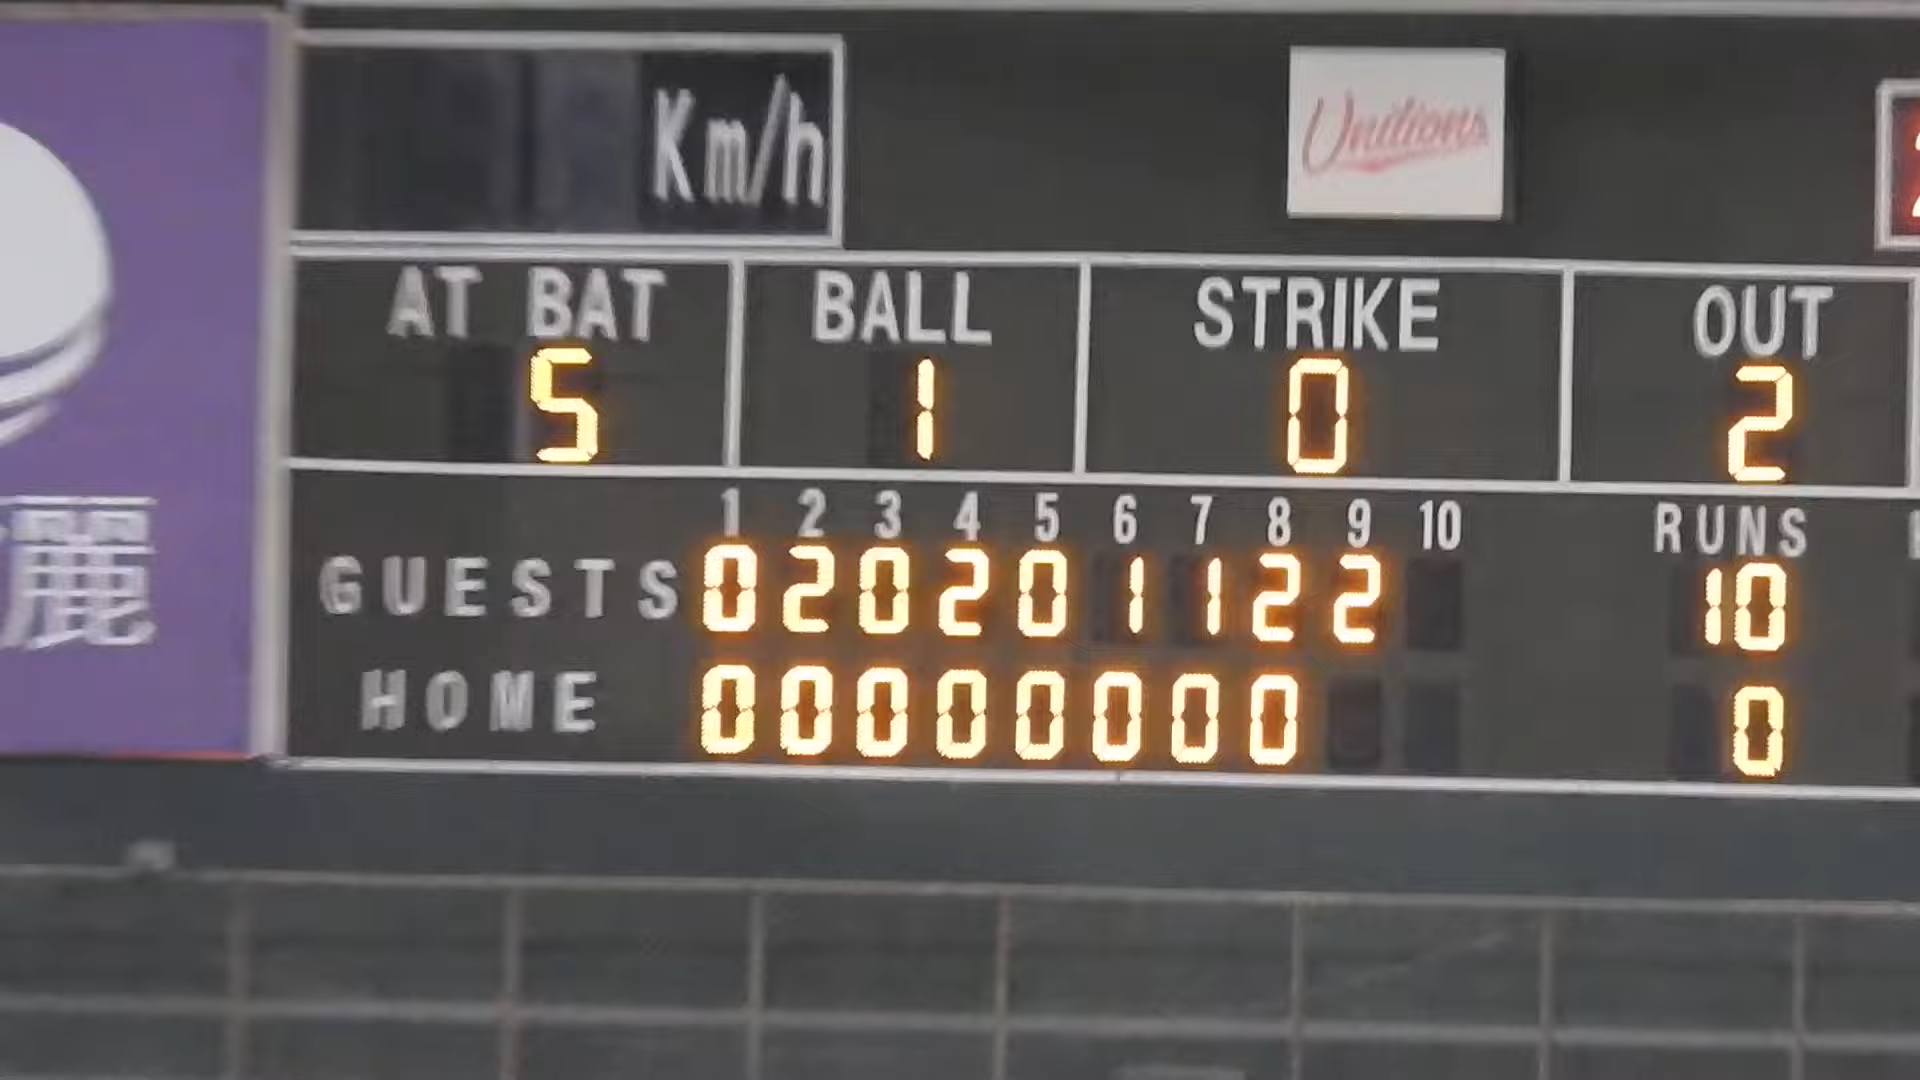 Km/h
Unilions
AT BAT BALL STRIKE OUT
5 1 0 2
1 2 3 4 5 6 7 8 9 10 RUNS
GUESTS 0 2 0 2 0 1 1 2 2 10
HOME 0 0 0 0 0 0 0 0 0
麗